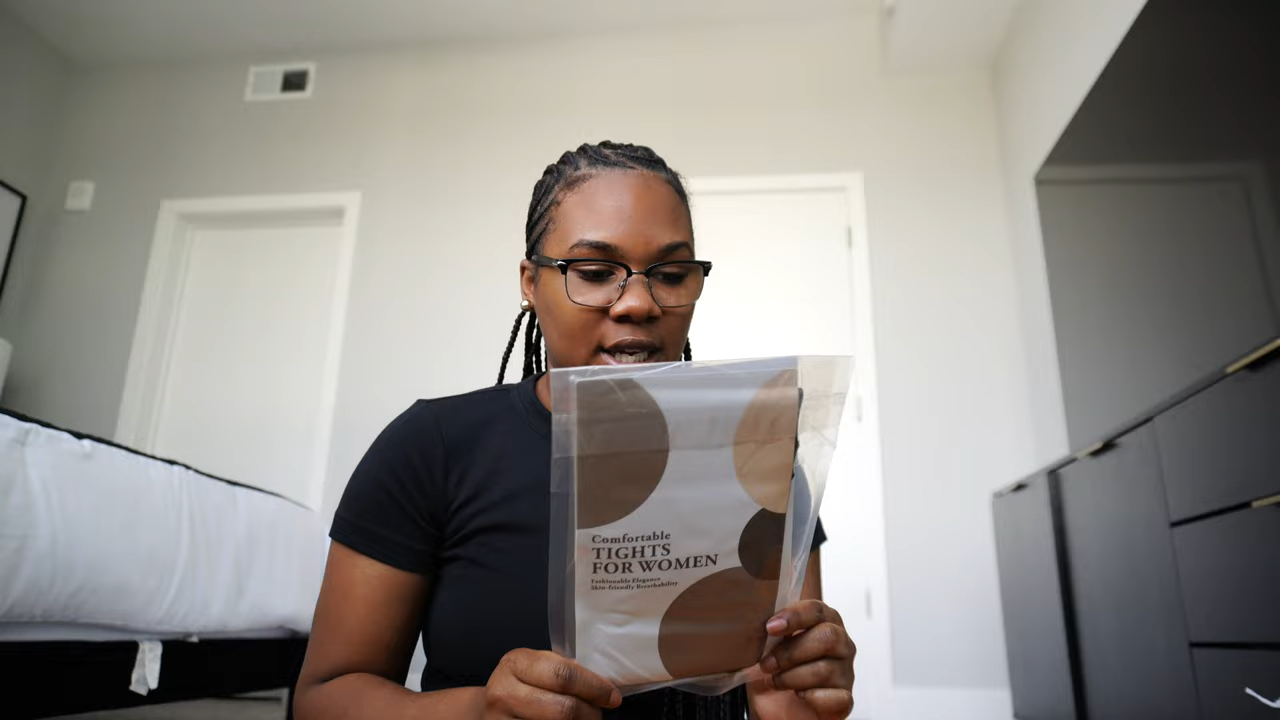 Comfortable
TIGHTS
FOR WOMEN
Fashionable Elegance
Skin-friendly Breathability